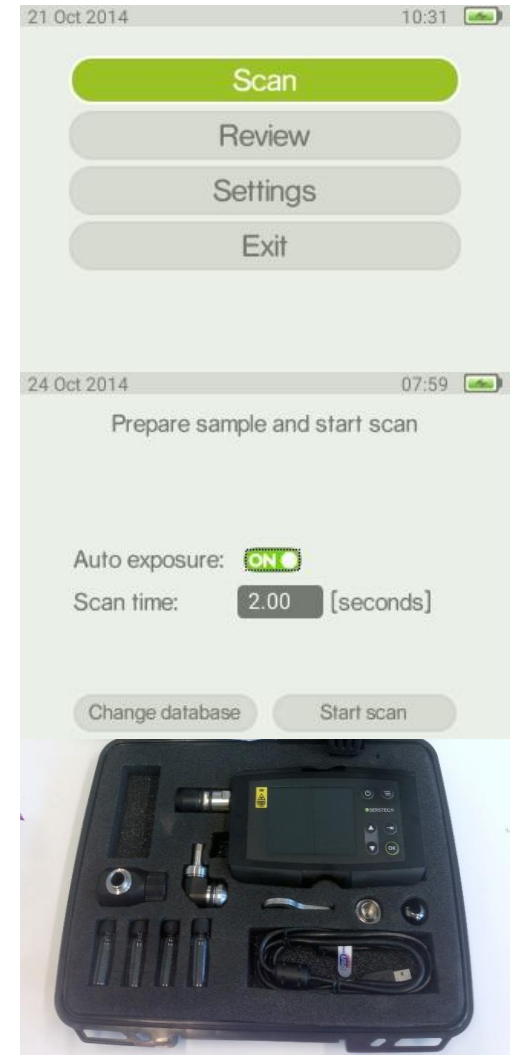 21 Oct 2014 10:31
Scan
Review
Settings
Exit
24 Oct 2014 07:59
Prepare sample and start scan
Auto exposure: ON
Scan time: 2.00 [seconds]
Change database Start scan
SERSTECH
OK